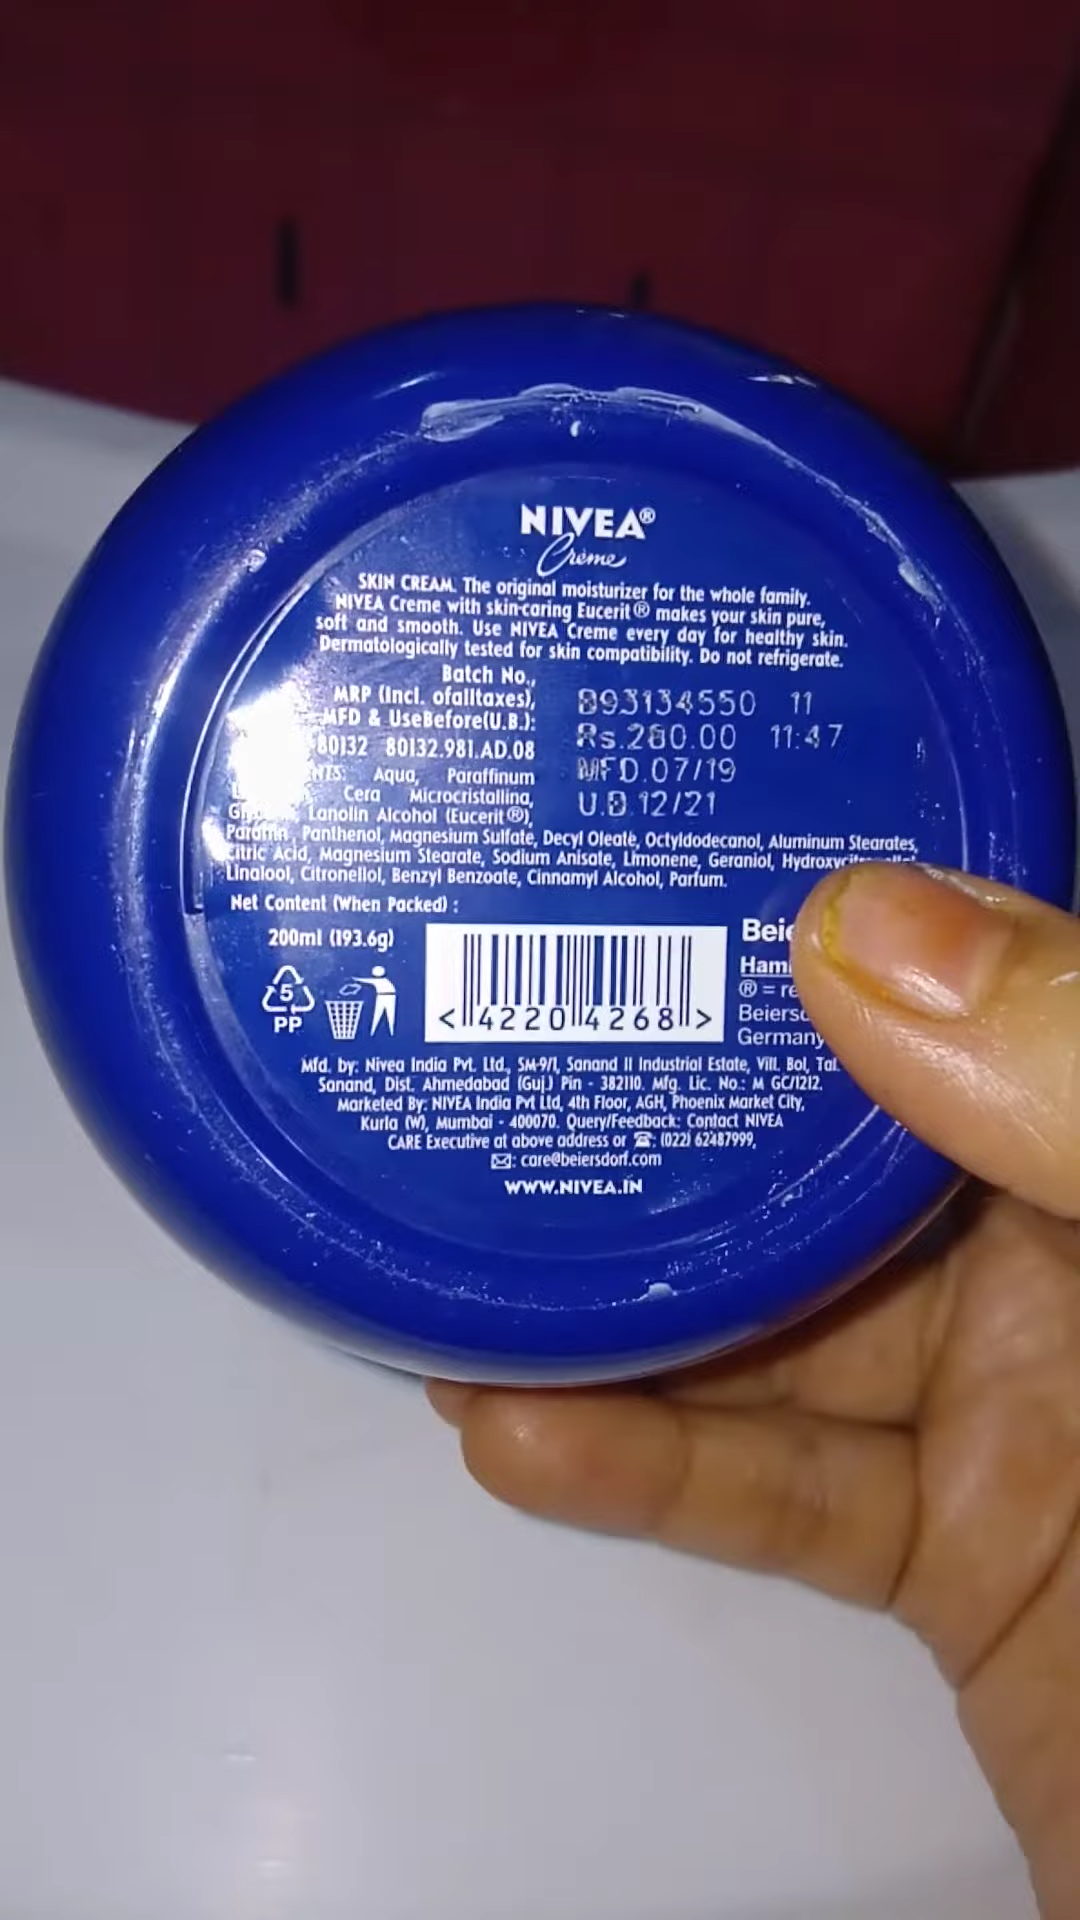 NIVEA®
Creme
SKIN CREAM. The original moisturizer for the whole family.
NIVEA Creme with skin-caring Eucerit® makes your skin pure,
soft and smooth. Use NIVEA Creme every day for healthy skin.
Dermatologically tested for skin compatibility. Do not refrigerate.
Batch No.,
MRP (Incl. ofalltaxes),
MFD & UseBefore(U.B.):
B93134550 11
Rs.280.00 11:47
MFD.07/19
U.B.12/21
80132 80132.981.AD.08
Aqua, Paraffinum
Cera Microcristallina,
Lanolin Alcohol (Eucerit®),
Paraffin, Panthenol, Magnesium Sulfate, Decyl Oleate, Octyldodecanol, Aluminum Stearates,
Citric Acid, Magnesium Stearate, Sodium Anisate, Limonene, Geraniol,
Linalool, Citronellol, Benzyl Benzoate, Cinnamyl Alcohol, Parfum.
Net Content (When Packed) :
200ml (193.6g)
5
PP
<42204268>
® =
Germany
Mfd. by: Nivea India Pvt. Ltd., SM-9/1, Sanand II Industrial Estate, Vill. Bol, Tal.
Sanand, Dist. Ahmedabad (Guj.) Pin - 382110. Mfg. Lic. No.: M GC/1212.
Marketed By: NIVEA India Pvt Ltd, 4th Floor, AGH, Phoenix Market City,
Kurla (W), Mumbai - 400070. Query/Feedback: Contact NIVEA
CARE Executive at above address or ☎: (022) 62487999,
✉: care@beiersdorf.com
WWW.NIVEA.IN